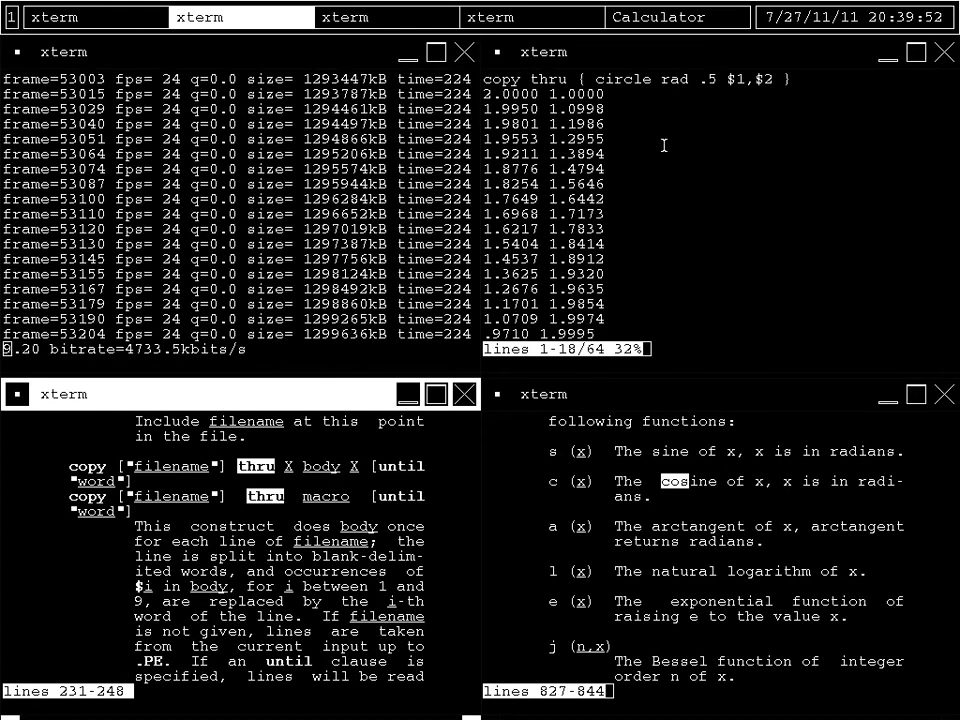 1 xterm xterm xterm xterm Calculator 7/27/11/11 20:39:52
xterm
frame=53003 fps= 24 q=0.0 size= 1293447kB time=224
frame=53015 fps= 24 q=0.0 size= 1293787kB time=224
frame=53029 fps= 24 q=0.0 size= 1294461kB time=224
frame=53040 fps= 24 q=0.0 size= 1294497kB time=224
frame=53051 fps= 24 q=0.0 size= 1294866kB time=224
frame=53064 fps= 24 q=0.0 size= 1295206kB time=224
frame=53074 fps= 24 q=0.0 size= 1295574kB time=224
frame=53087 fps= 24 q=0.0 size= 1295944kB time=224
frame=53100 fps= 24 q=0.0 size= 1296284kB time=224
frame=53110 fps= 24 q=0.0 size= 1296652kB time=224
frame=53120 fps= 24 q=0.0 size= 1297019kB time=224
frame=53130 fps= 24 q=0.0 size= 1297387kB time=224
frame=53145 fps= 24 q=0.0 size= 1297756kB time=224
frame=53155 fps= 24 q=0.0 size= 1298124kB time=224
frame=53167 fps= 24 q=0.0 size= 1298492kB time=224
frame=53179 fps= 24 q=0.0 size= 1298860kB time=224
frame=53190 fps= 24 q=0.0 size= 1299265kB time=224
frame=53204 fps= 24 q=0.0 size= 1299636kB time=224
9.20 bitrate=4733.5kbits/s
xterm
copy thru { circle rad .5 $1,$2 }
2.0000 1.0000
1.9950 1.0998
1.9801 1.1986
1.9553 1.2955
1.9211 1.3894
1.8776 1.4794
1.8254 1.5646
1.7649 1.6442
1.6968 1.7173
1.6217 1.7833
1.5404 1.8414
1.4537 1.8912
1.3625 1.9320
1.2676 1.9635
1.1701 1.9854
1.0709 1.9974
.9710 1.9995
lines 1-18/64 32%
xterm
Include filename at this point
in the file.
copy ["filename"] thru X body X [until
"word"]
copy ["filename"] thru macro [until
"word"]
This construct does body once
for each line of filename; the
line is split into blank-delim-
ited words, and occurrences of
$i in body, for i between 1 and
9, are replaced by the i-th
word of the line. If filename
is not given, lines are taken
from the current input up to
.PE. If an until clause is
specified, lines will be read
lines 231-248
xterm
following functions:
s (x) The sine of x, x is in radians.
c (x) The cosine of x, x is in radi-
ans.
a (x) The arctangent of x, arctangent
returns radians.
l (x) The natural logarithm of x.
e (x) The exponential function of
raising e to the value x.
j (n,x)
The Bessel function of integer
order n of x.
lines 827-844